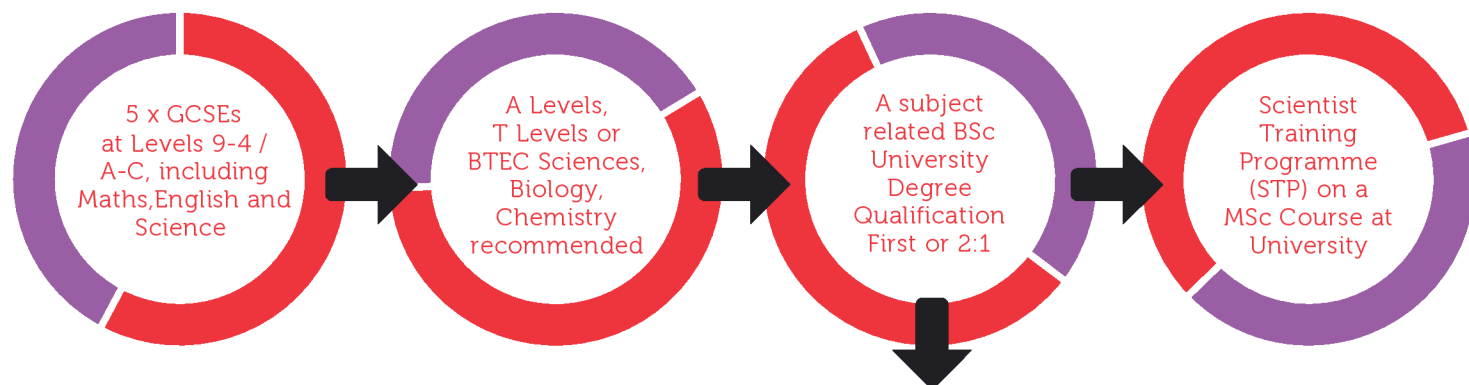 5 x GCSEs
at Levels 9-4 /
A-C, including
Maths,English and
Science
A Levels,
T Levels or
BTEC Sciences,
Biology,
Chemistry
recommended
A subject
related BSc
University
Degree
Qualification
First or 2:1
Scientist
Training
Programme
(STP) on a
MSc Course at
University